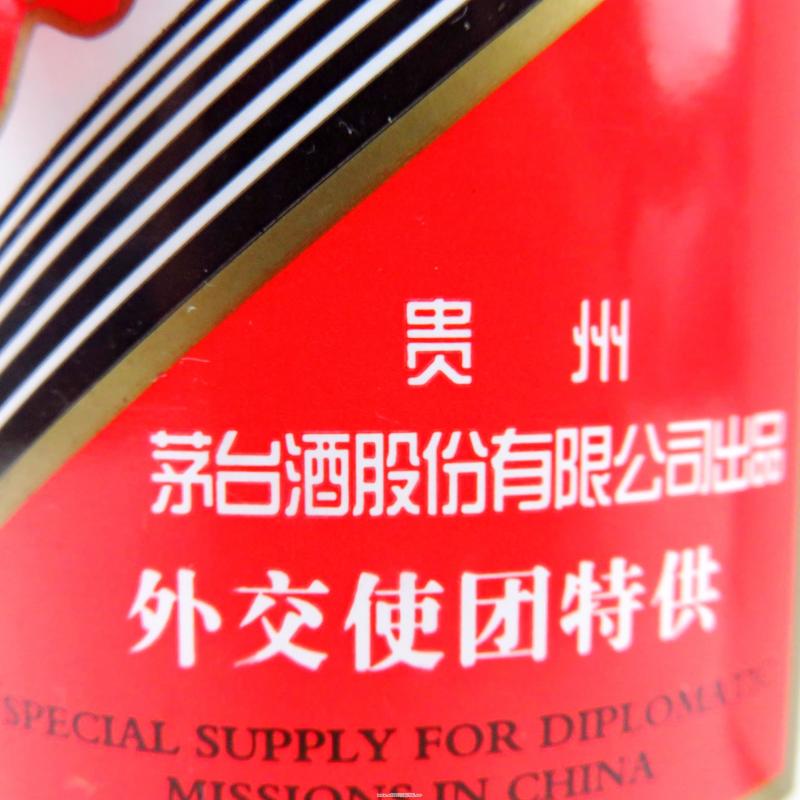 贵州
茅台酒股份有限公司出品
外交使团特供
SPECIAL SUPPLY FOR DIPLOMATIC
MISSIONS IN CHINA